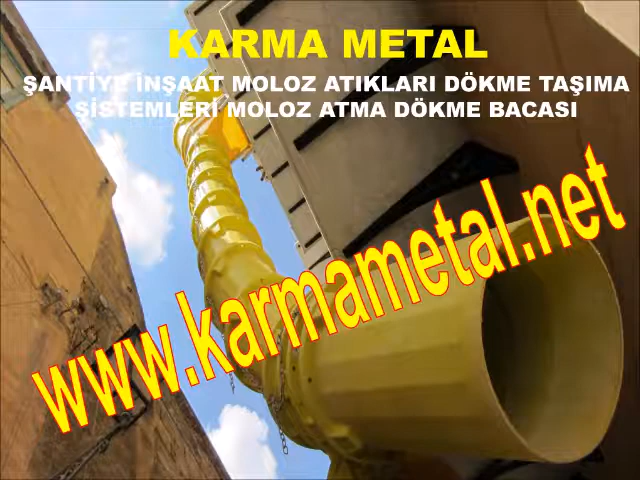 KARMA METAL
ŞANTİYE İNŞAAT MOLOZ ATIKLARI DÖKME TAŞIMA
SİSTEMLERİ MOLOZ ATMA DÖKME BACASI
www.karmametal.net